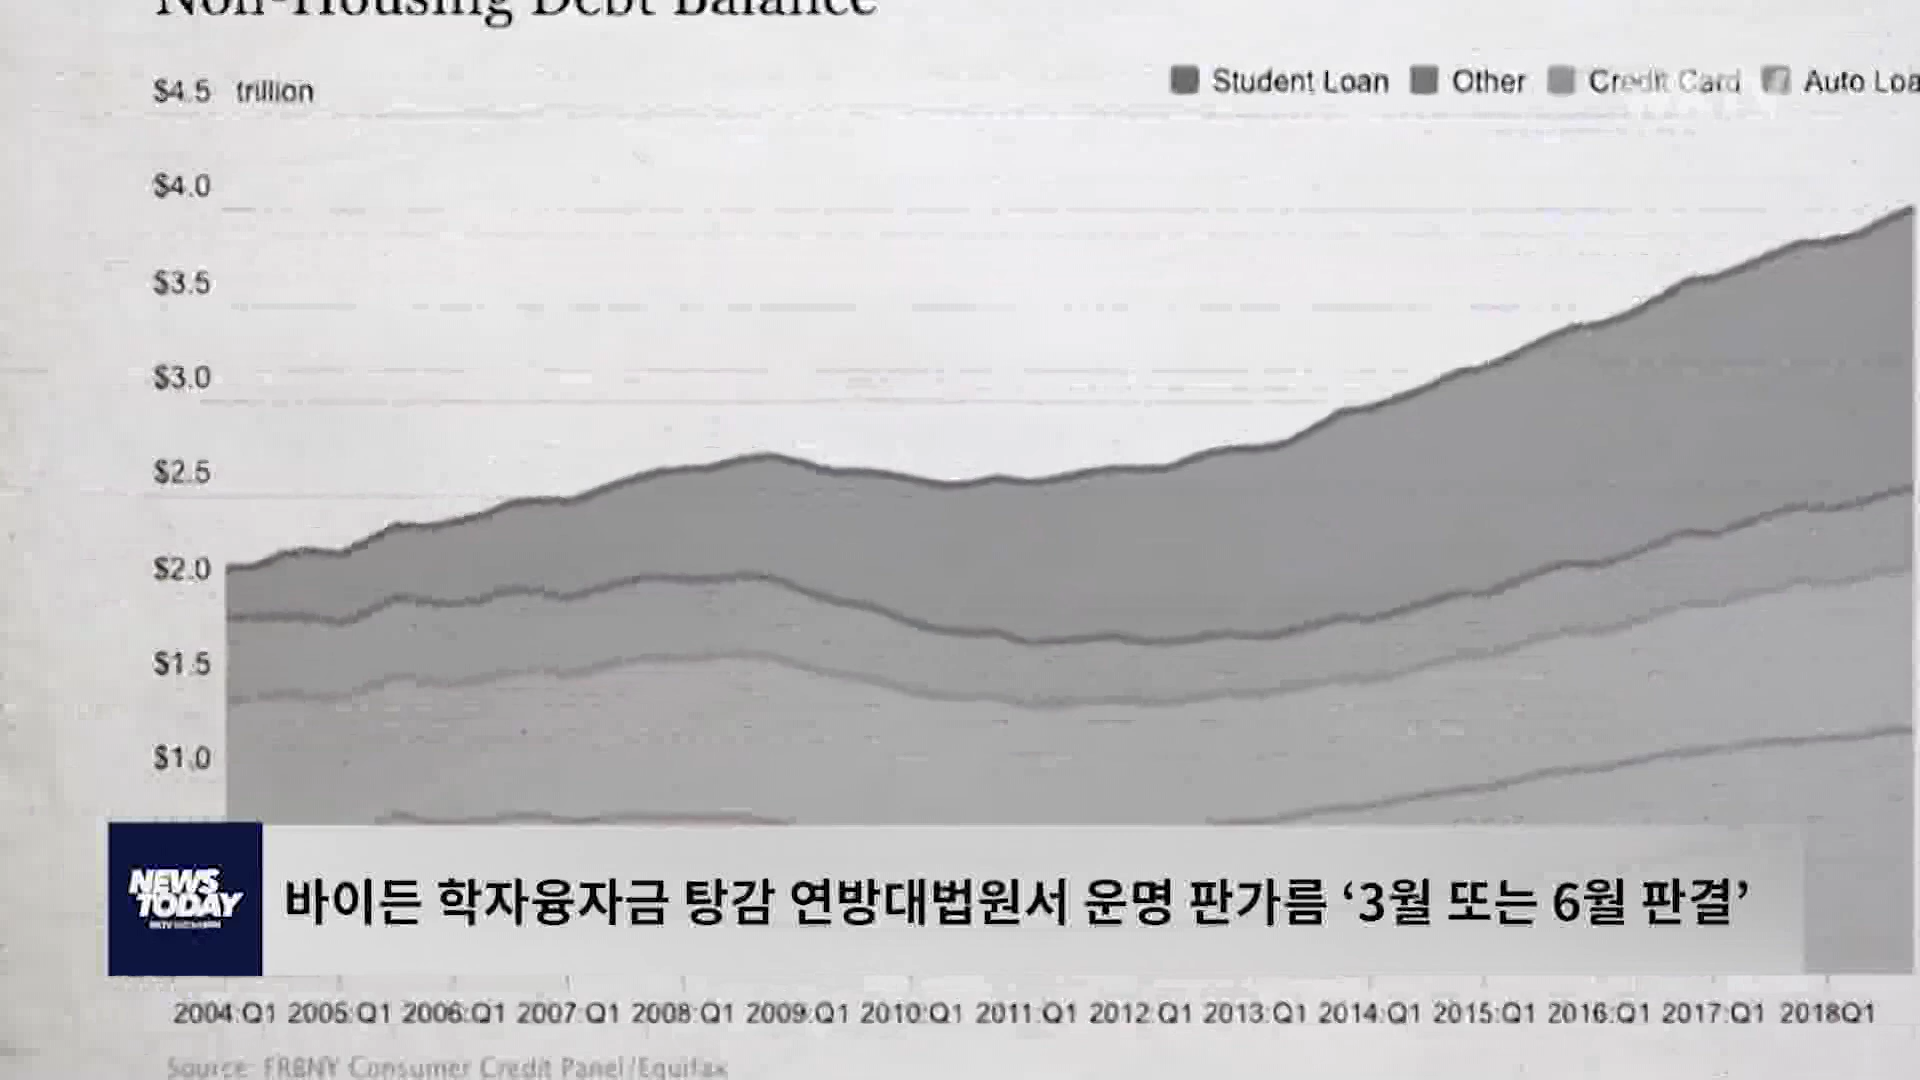 Non-Housing Debt Balance
$4.5 trillion
Student Loan Other Credit Card Auto Loa
$4.0
$3.5
$3.0
$2.5
$2.0
$1.5
$1.0
NEWS
TODAY
바이든 학자융자금 탕감 연방대법원서 운명 판가름 ‘3월 또는 6월 판결’
2004:Q1 2005:Q1 2006:Q1 2007:Q1 2008:Q1 2009:Q1 2010:Q1 2011:Q1 2012:Q1 2013:Q1 2014:Q1 2015:Q1 2016:Q1 2017:Q1 2018Q1
Source: FRBNY Consumer Credit Panel/Equifax